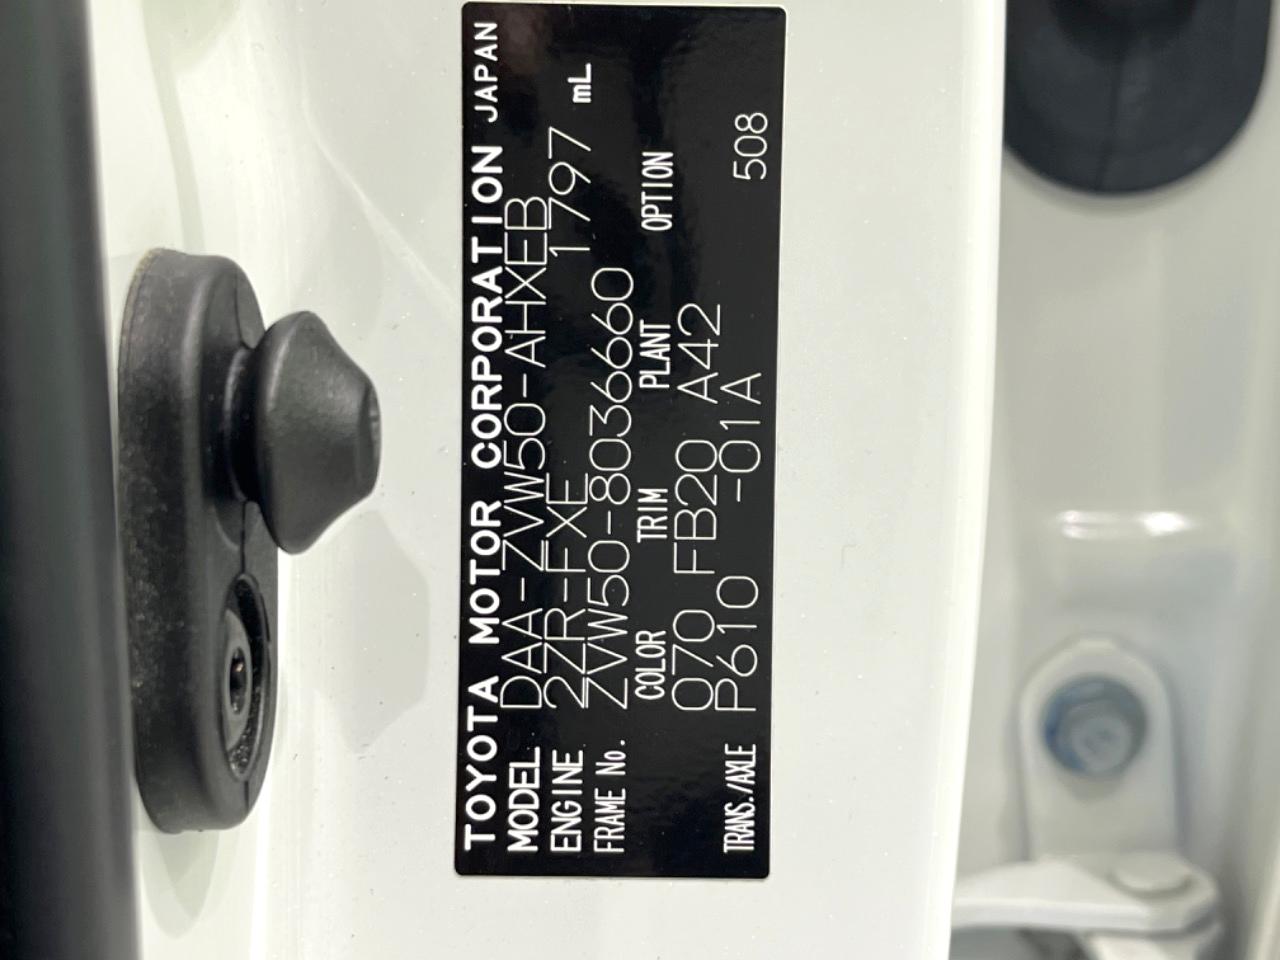 TOYOTA MOTOR CORPORATION JAPAN
MODEL DAA-ZVW50-AHXEB
ENGINE 2ZR-FXE 1797 mL
FRAME No. ZVW50-8036660
COLOR TRIM PLANT OPTION
070 FB20 A42
TRANS./AXLE P610 -01A 508